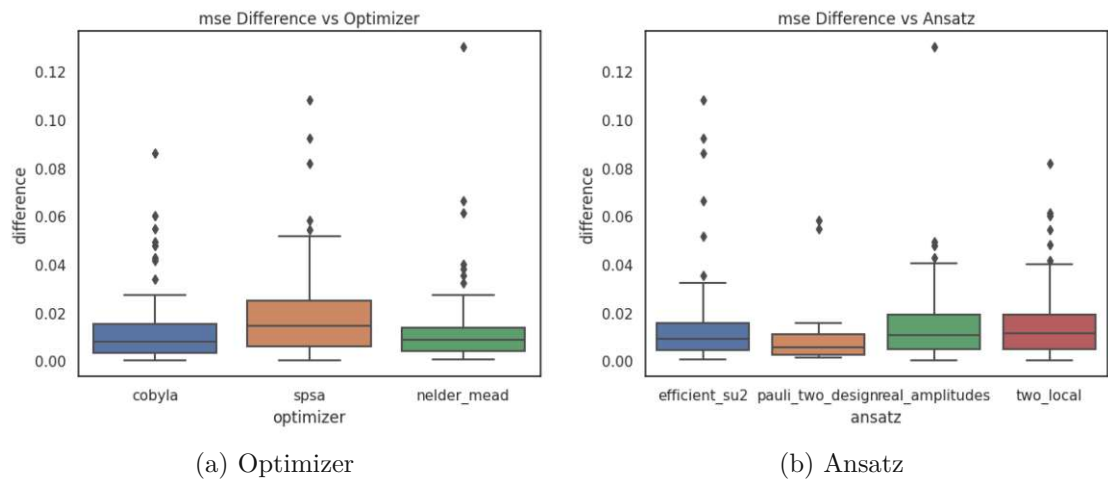 mse Difference vs Optimizer
0.12
0.10
0.08
0.06
0.04
0.02
0.00
difference
cobyla
spsa
nelder_mead
optimizer
(a) Optimizer
mse Difference vs Ansatz
0.12
0.10
0.08
0.06
0.04
0.02
0.00
difference
efficient_su2
pauli_two_design
real_amplitudes
two_local
ansatz
(b) Ansatz